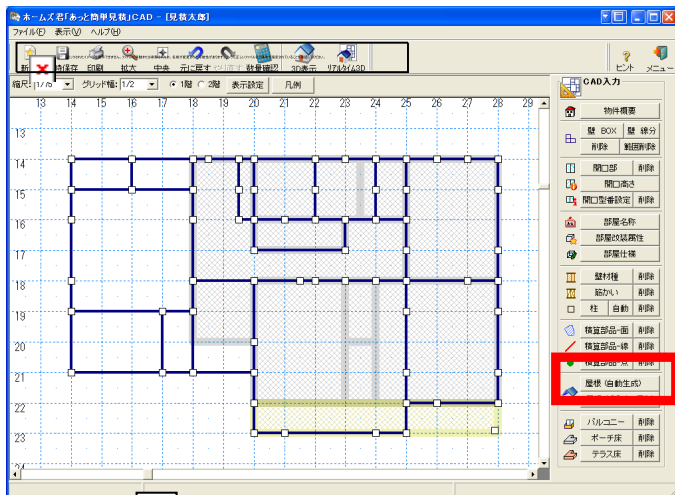 ホームズ君「あっと簡単見積」CAD - [見積太郎]
ファイル(F) 表示(V) ヘルプ(H)
保存 印刷 拡大 中央 元に戻す 数量確認 3D表示 リアルタイム3D ヒント メニュー
縮尺: 1/75 グリッド幅: 1/2 1階 2階 表示設定 凡例
CAD入力
13 14 15 16 17 18 19 20 21 22 23 24 25 26 27 28 29
13
14
15
16
17
18
19
20
21
22
23
24
物件概要
壁 BOX 壁 線分
削除 範囲削除
開口部 削除
開口高さ
開口型番設定 削除
部屋名称
部屋改装属性
部屋仕様
壁材種 削除
筋かい 削除
柱 自動 削除
積算部品-面 削除
積算部品-線 削除
積算部品-点 削除
屋根 (自動生成)
バルコニー 削除
ポーチ床 削除
テラス床 削除